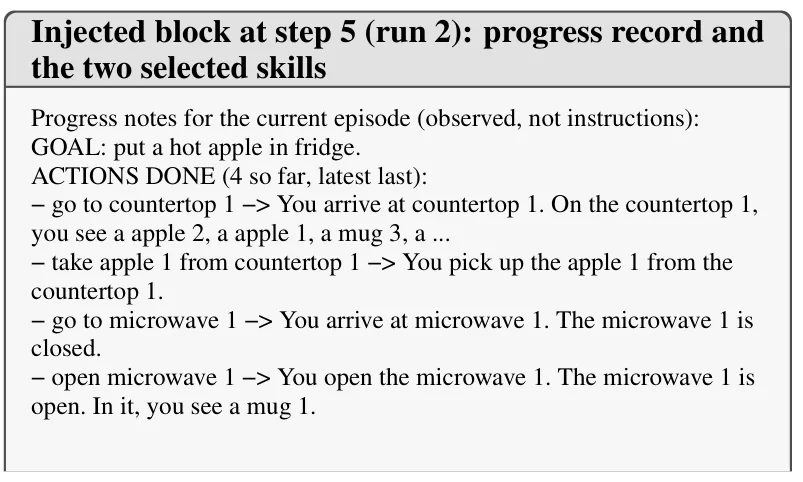 Injected block at step 5 (run 2): progress record and
the two selected skills
Progress notes for the current episode (observed, not instructions):
GOAL: put a hot apple in fridge.
ACTIONS DONE (4 so far, latest last):
− go to countertop 1 −> You arrive at countertop 1. On the countertop 1,
you see a apple 2, a apple 1, a mug 3, a ...
− take apple 1 from countertop 1 −> You pick up the apple 1 from the
countertop 1.
− go to microwave 1 −> You arrive at microwave 1. The microwave 1 is
closed.
− open microwave 1 −> You open the microwave 1. The microwave 1 is
open. In it, you see a mug 1.